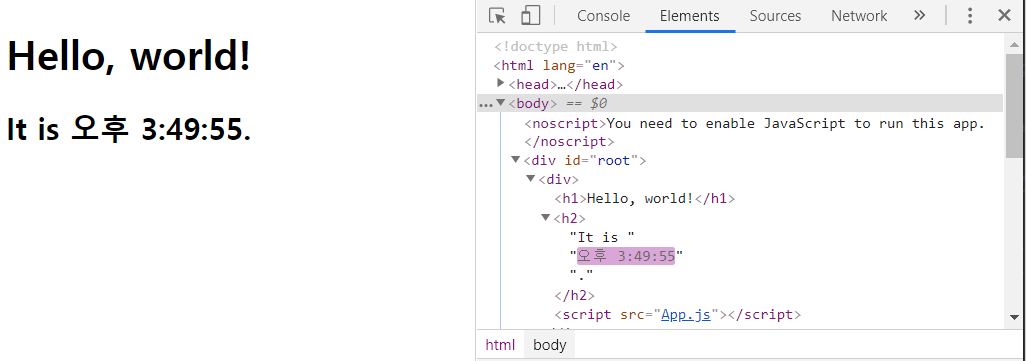 Hello, world!
It is 오후 3:49:55.
Console Elements Sources Network »
<!doctype html>
<html lang="en">
<head>…</head>
<body> == $0
<noscript>You need to enable JavaScript to run this app.
</noscript>
<div id="root">
<div>
<h1>Hello, world!</h1>
<h2>
"It is "
"오후 3:49:55"
"."
</h2>
<script src="App.js"></script>
html body